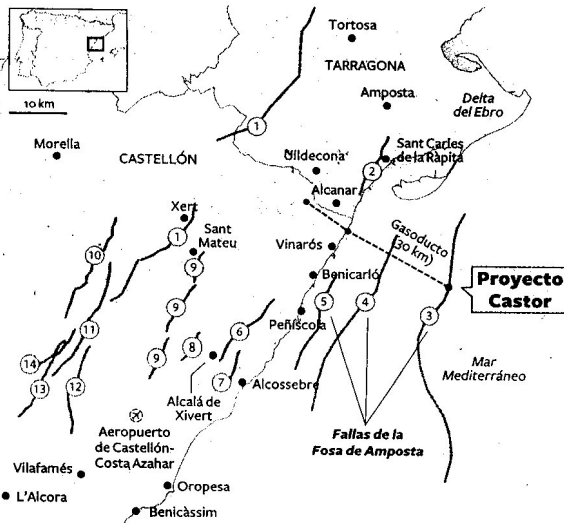 Tortosa
TARRAGONA
Amposta
Delta
del Ebro
10 km
1
Morella
CASTELLÓN
Ulldecona
Sant Carles
de la Ràpita
2
Alcanar
Xert
1
Sant
Mateu
Vinaròs
Gasoducto
(30 km)
10
9
Benicarló
Proyecto
Castor
9
5
4
3
11
6
Peñíscola
14
9
8
Mar
Mediterráneo
13
12
7
Alcossebre
Alcalá de
Xivert
Aeropuerto
de Castellón-
Costa Azahar
Fallas de la
Fosa de Amposta
Vilafamés
L'Alcora
Oropesa
Benicàssim